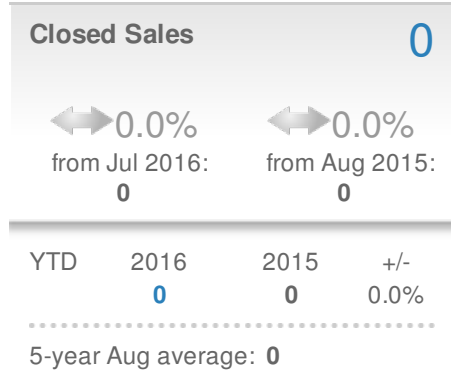 Closed Sales 0
0.0% 0.0%
from Jul 2016: from Aug 2015:
0 0
YTD 2016 2015 +/-
0 0 0.0%
5-year Aug average: 0